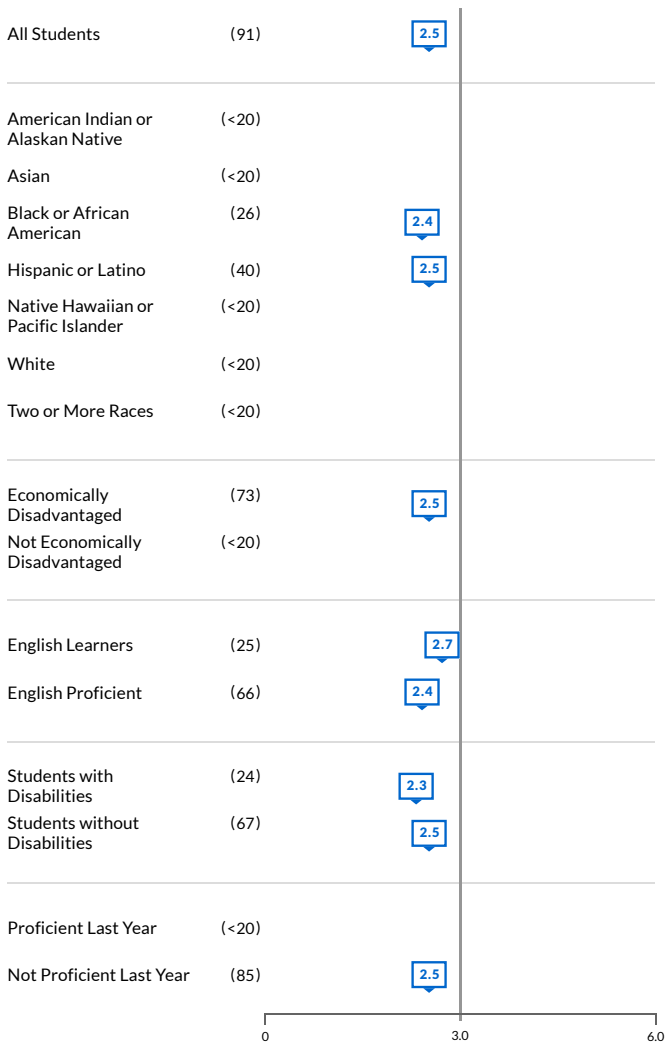 All Students (91) 2.5
American Indian or (<20)
Alaskan Native
Asian (<20)
Black or African (26) 2.4
American
Hispanic or Latino (40) 2.5
Native Hawaiian or (<20)
Pacific Islander
White (<20)
Two or More Races (<20)
Economically (73) 2.5
Disadvantaged
Not Economically (<20)
Disadvantaged
English Learners (25) 2.7
English Proficient (66) 2.4
Students with (24) 2.3
Disabilities
Students without (67) 2.5
Disabilities
Proficient Last Year (<20)
Not Proficient Last Year (85) 2.5
0 3.0 6.0